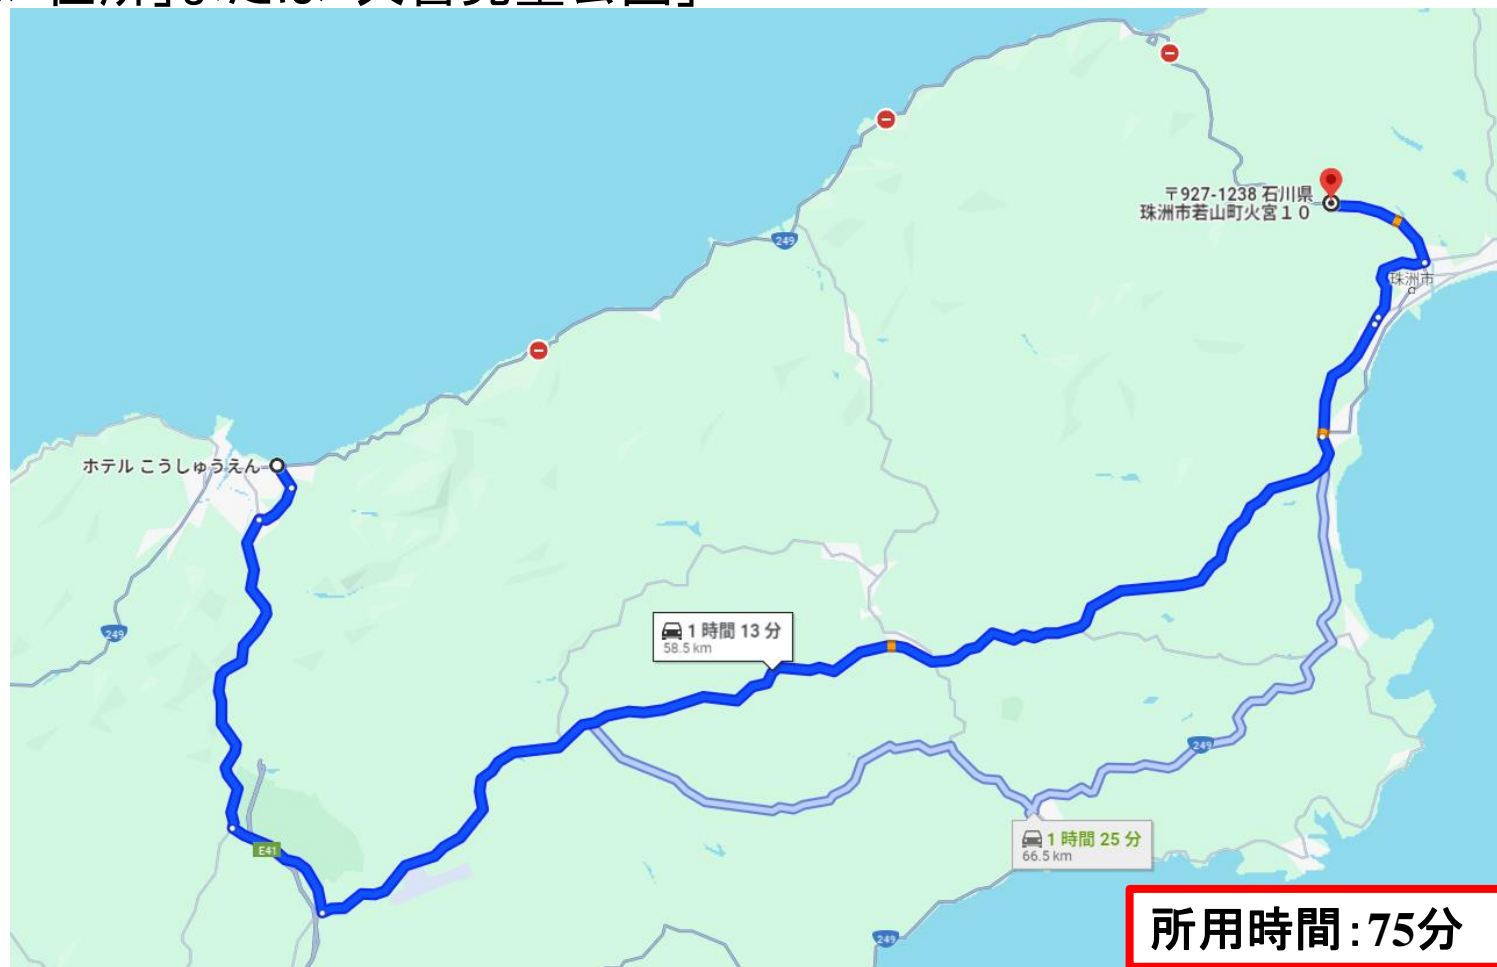 249
〒927-1238 石川県
珠洲市若山町火宮１０
珠洲市
ホテル こうしゅうえん
249
1 時間 13 分
58.5 km
249
E41
1 時間 25 分
66.5 km
249
所用時間：75分